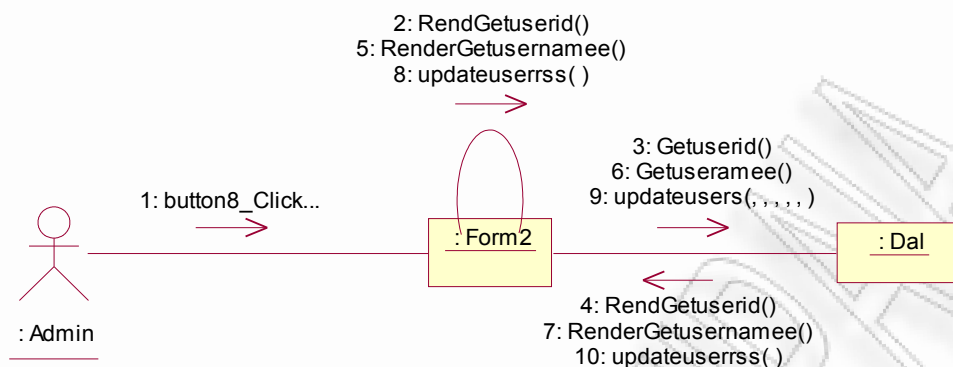 2: RendGetuserid()
5: RenderGetusernamee()
8: updateuserrss( )
3: Getuserid()
6: Getuseramee()
9: updateusers(, , , , , )
1: button8_Click...
: Form2
: Dal
4: RendGetuserid()
7: RenderGetusernamee()
10: updateuserrss( )
: Admin